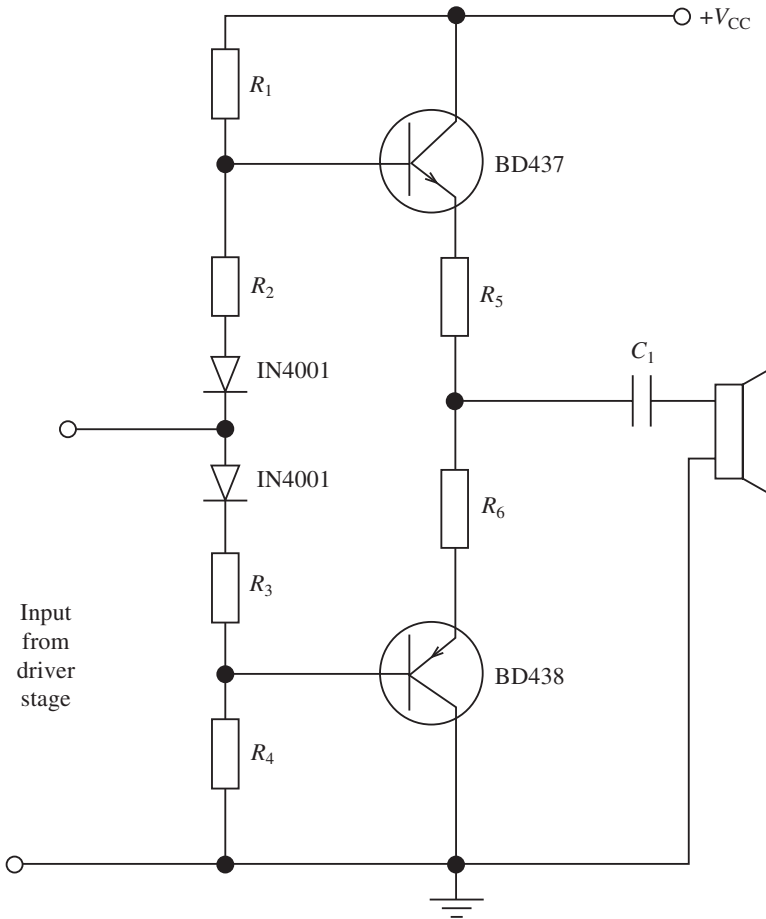 +V_CC
R_1
BD437
R_2
R_5
IN4001
C_1
IN4001
R_6
R_3
Input
from
driver
stage
BD438
R_4